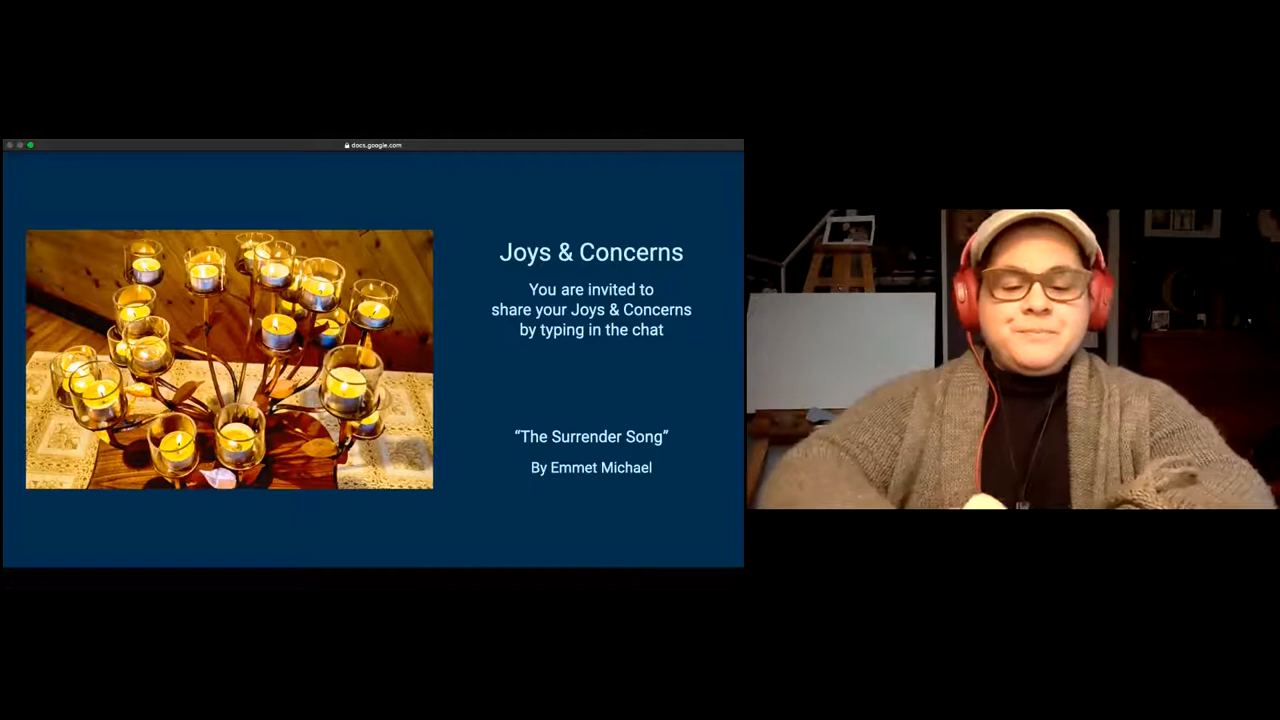 docs.google.com
Joys & Concerns
You are invited to
share your Joys & Concerns
by typing in the chat
“The Surrender Song”
By Emmet Michael